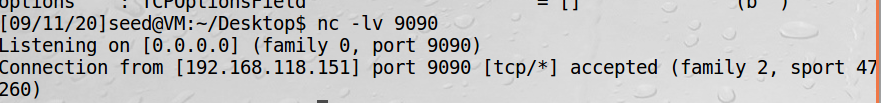 options : TCPOptionsField = [] (b '')
[09/11/20]seed@VM:~/Desktop$ nc -lv 9090
Listening on [0.0.0.0] (family 0, port 9090)
Connection from [192.168.118.151] port 9090 [tcp/*] accepted (family 2, sport 47
260)